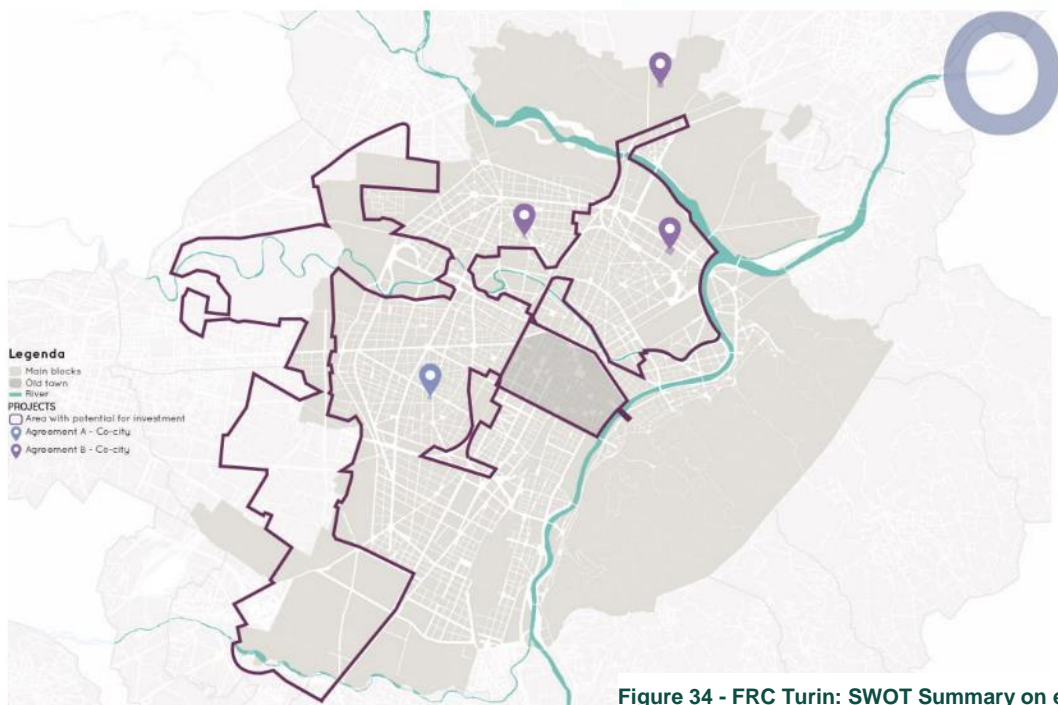 Legenda
Main blocks
Old town
River
PROJECTS
Area with potential for investment
Agreement A - Co-city
Agreement B - Co-city
Figure 34 - FRC Turin: SWOT Summary on e